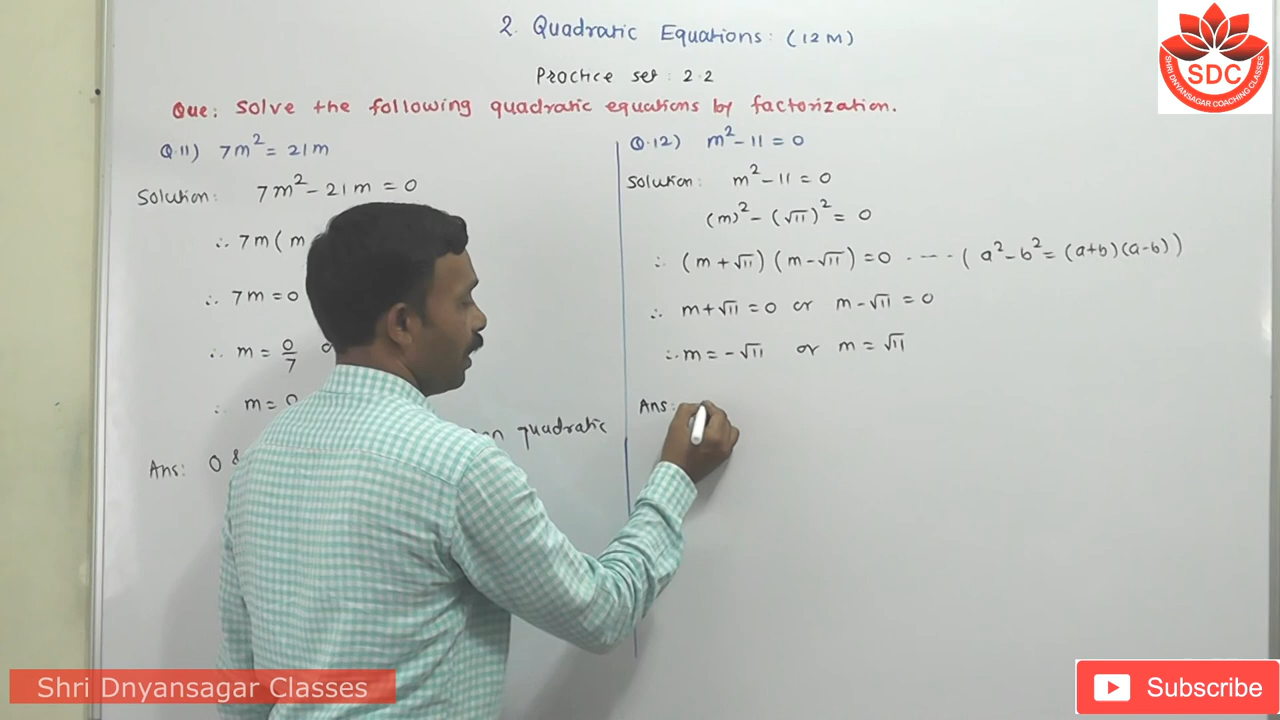 2. Quadratic Equations: (12M)
Practice set: 2.2
Que: Solve the following quadratic equations by factorization.
Q.11) 7m² = 21m
Solution: 7m² - 21m = 0
∴ 7m(m
∴ 7m = 0
∴ m = 0/7
∴ m = 0
quadratic
Ans: 0 &
Q.12) m² - 11 = 0
Solution: m² - 11 = 0
(m)² - (√11)² = 0
∴ (m + √11)(m - √11) = 0 ---- (a² - b² = (a+b)(a-b))
∴ m + √11 = 0 or m - √11 = 0
∴ m = -√11 or m = √11
Ans:
SDC
SHRI DNYANSAGAR COACHING CLASSES
Shri Dnyansagar Classes
Subscribe